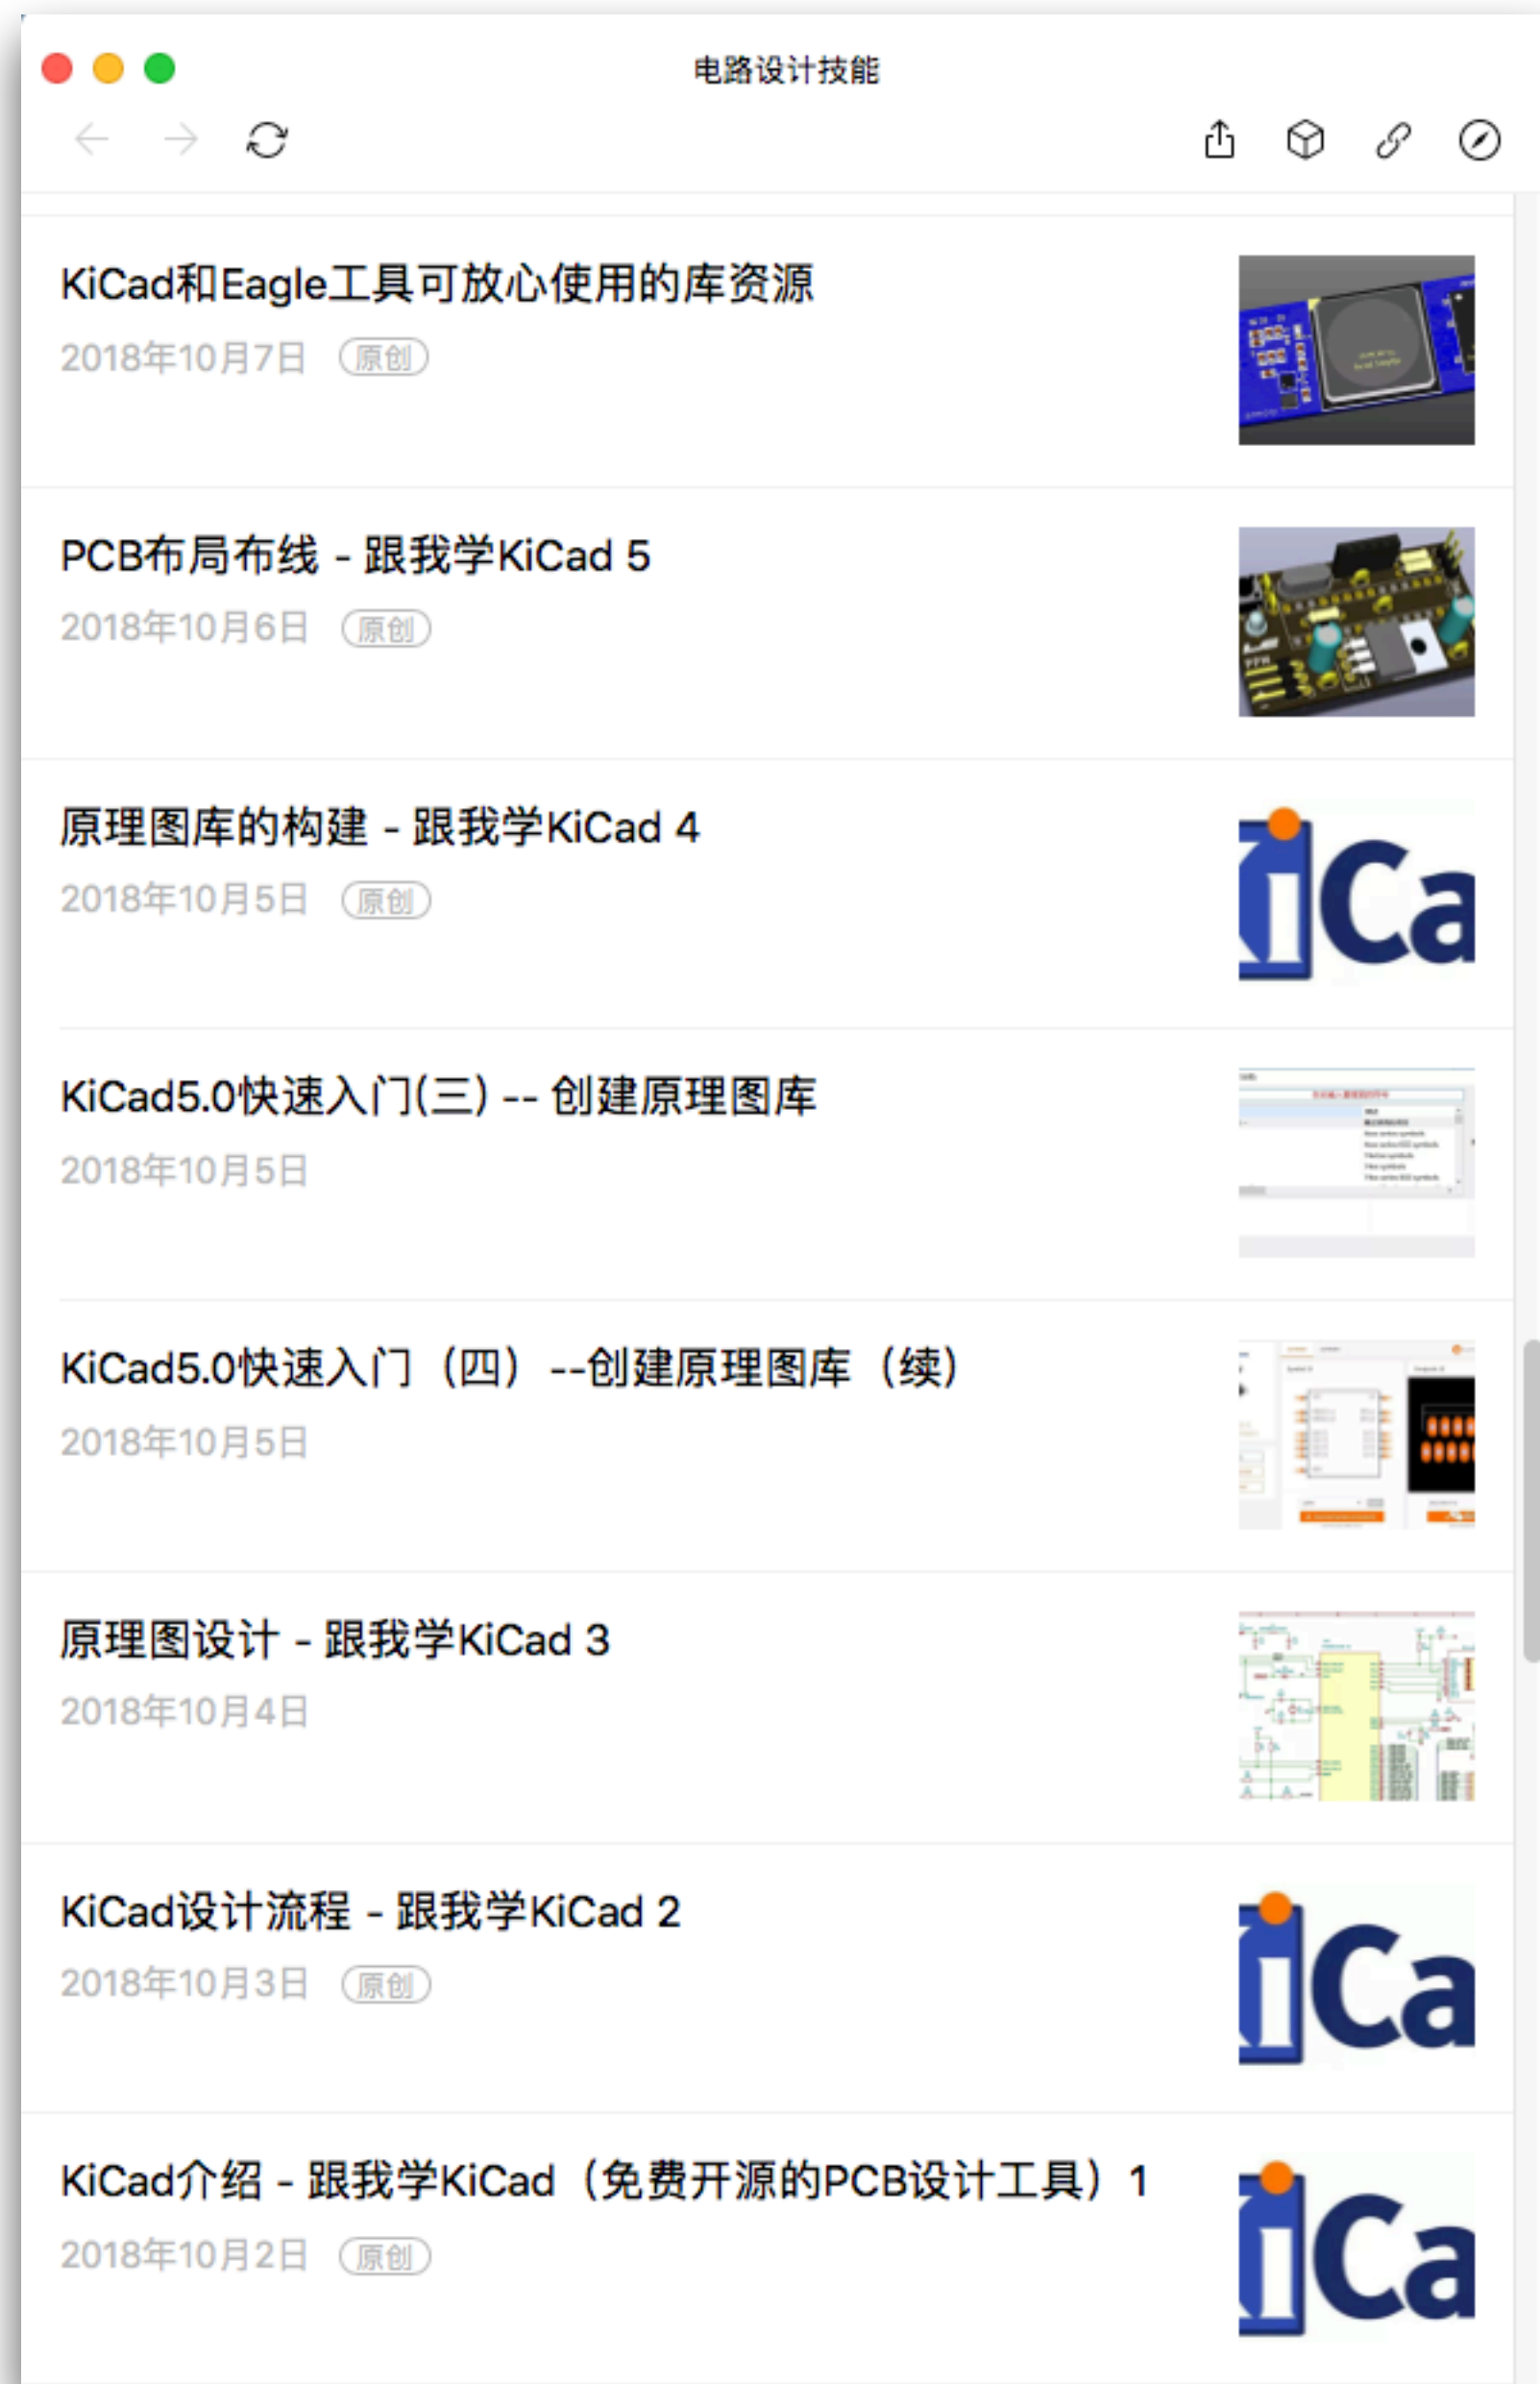 电路设计技能
KiCad和Eagle工具可放心使用的库资源
2018年10月7日 原创
PCB布局布线 - 跟我学KiCad 5
2018年10月6日 原创
原理图库的构建 - 跟我学KiCad 4
2018年10月5日 原创
KiCa
KiCad5.0快速入门(三) -- 创建原理图库
2018年10月5日
KiCad5.0快速入门（四）--创建原理图库（续）
2018年10月5日
原理图设计 - 跟我学KiCad 3
2018年10月4日
KiCad设计流程 - 跟我学KiCad 2
2018年10月3日 原创
KiCa
KiCad介绍 - 跟我学KiCad（免费开源的PCB设计工具）1
2018年10月2日 原创
KiCa